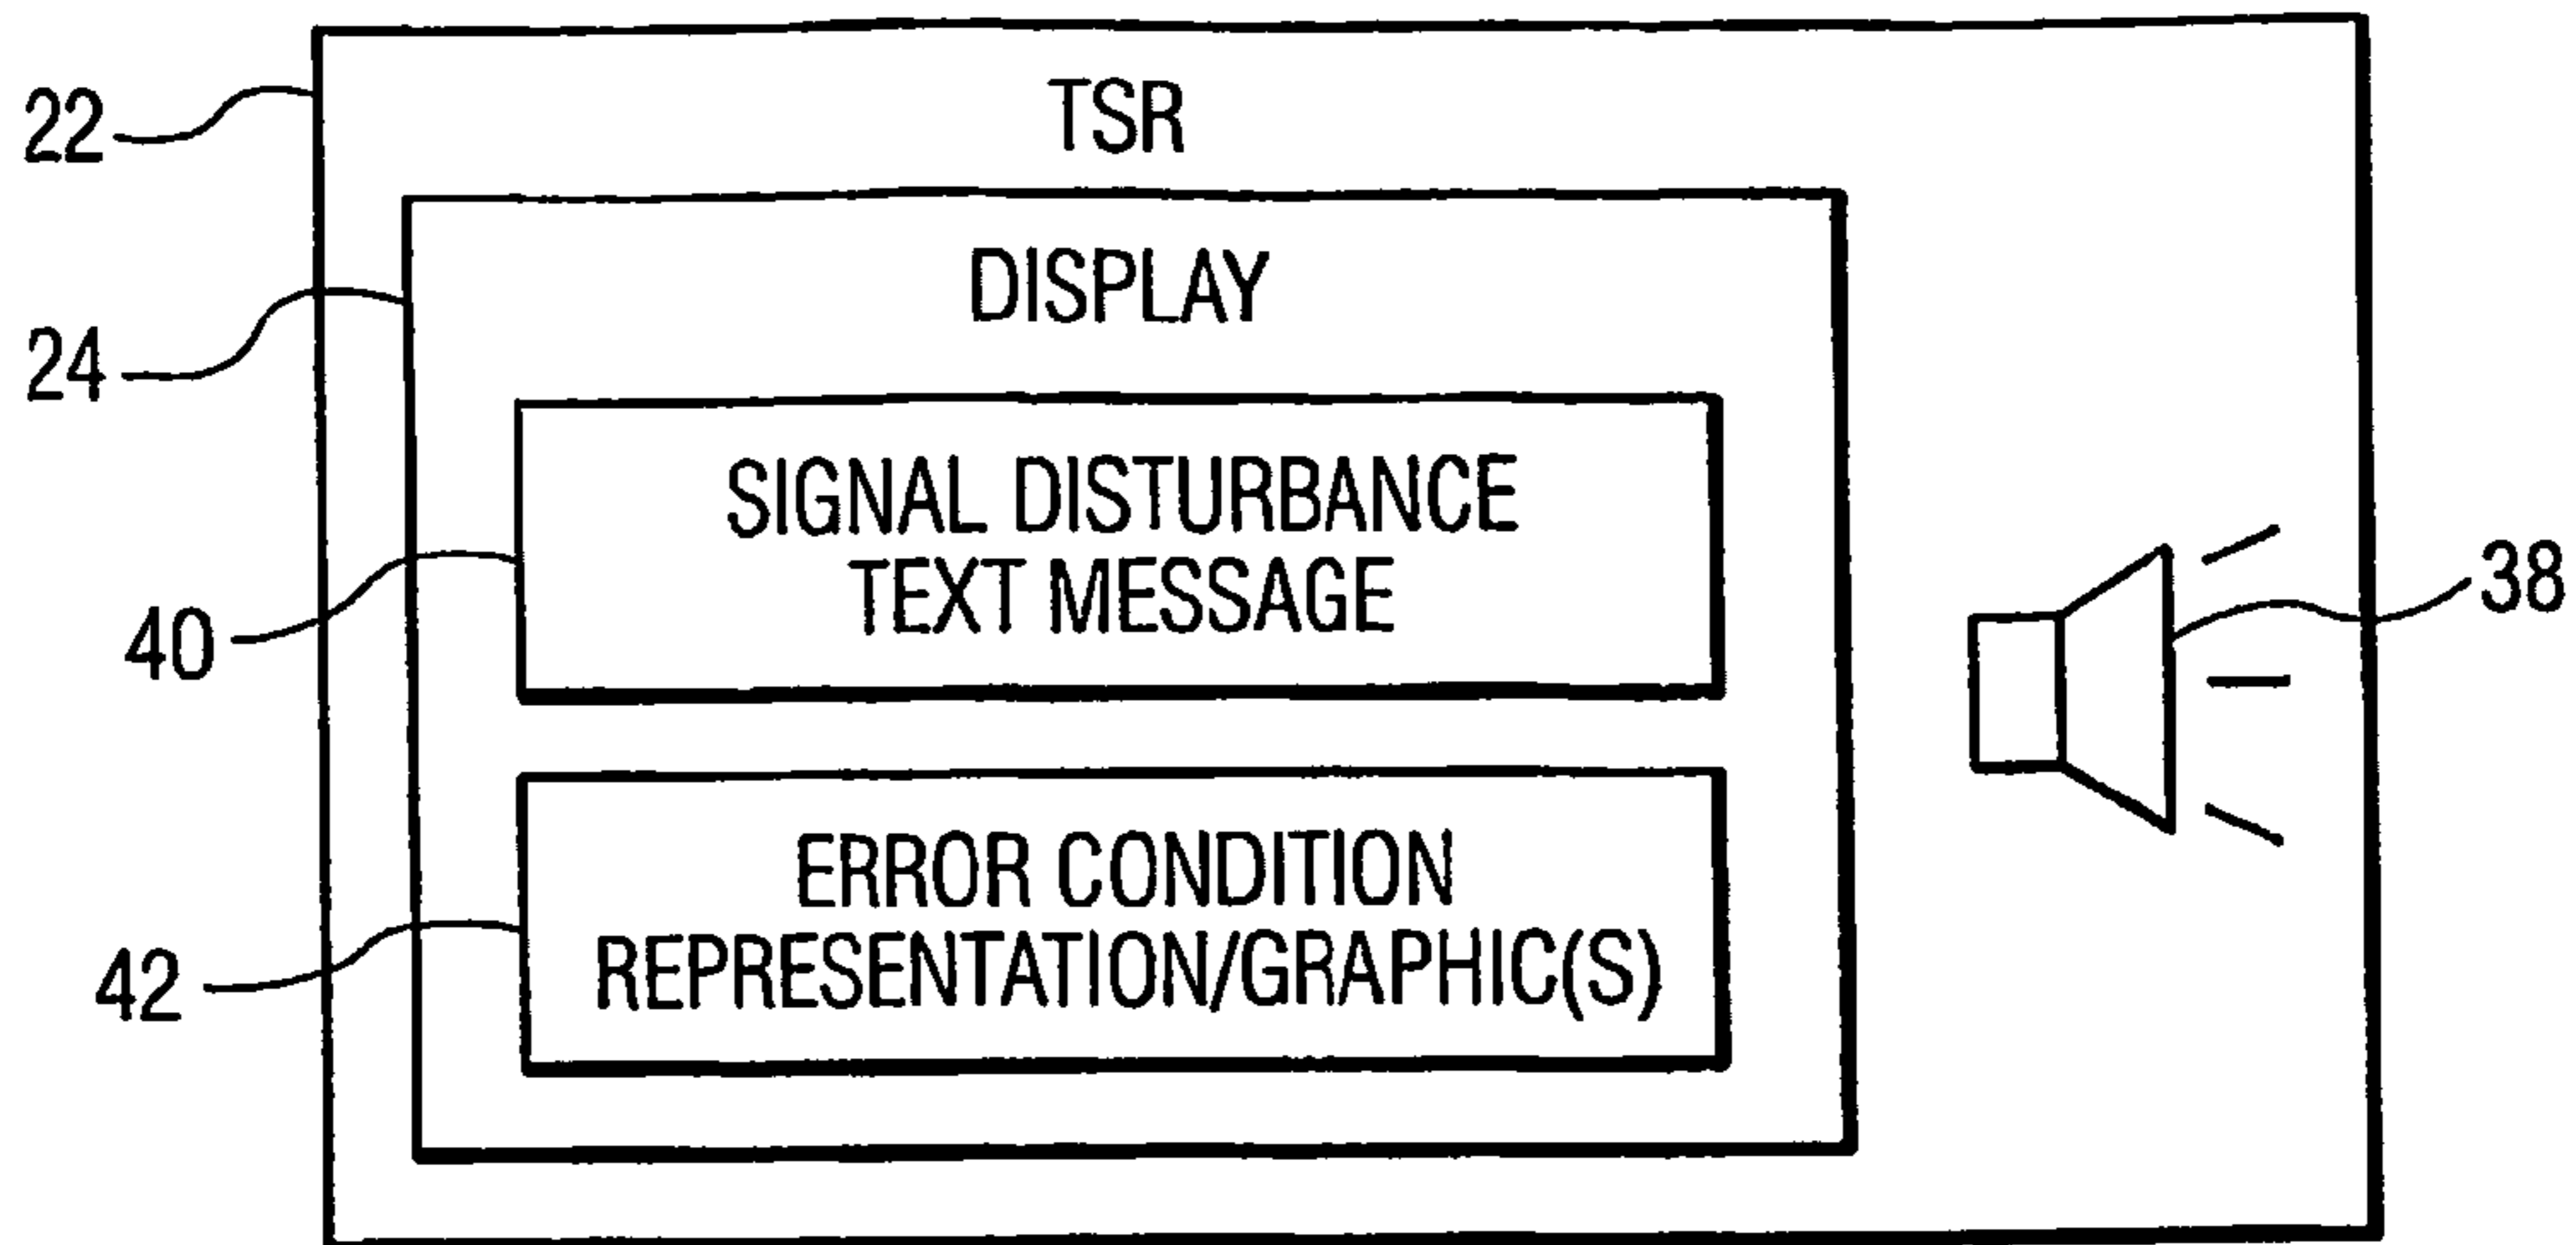 22
TSR
24
DISPLAY
40
SIGNAL DISTURBANCE
TEXT MESSAGE
38
42
ERROR CONDITION
REPRESENTATION/GRAPHIC(S)